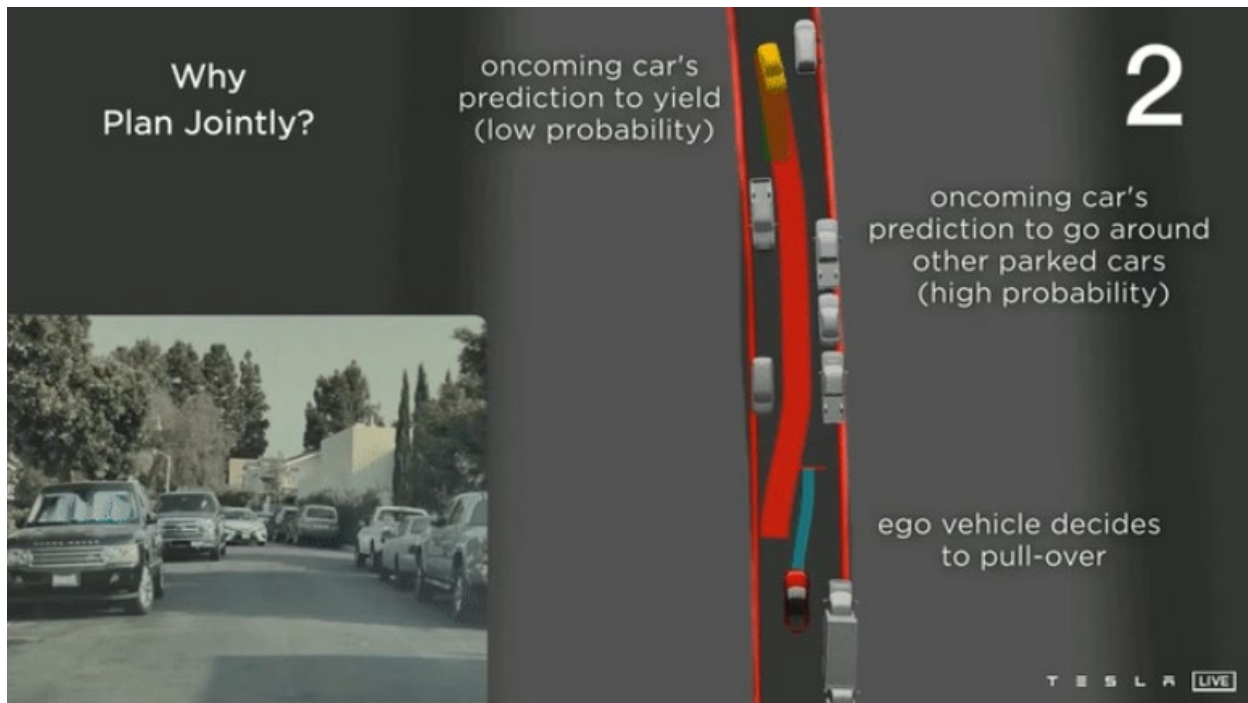 Why
Plan Jointly?
oncoming car's
prediction to yield
(low probability)
2
oncoming car's
prediction to go around
other parked cars
(high probability)
ego vehicle decides
to pull-over
TESLA LIVE